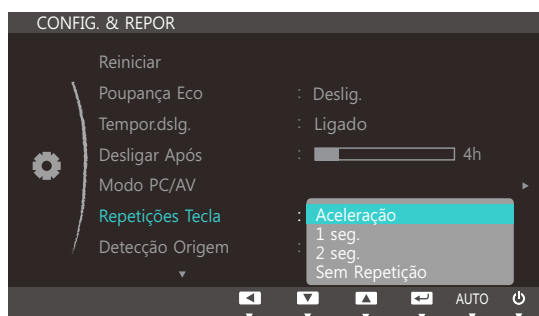 CONFIG. & REPOR
Reiniciar
Poupança Eco : Deslig.
Tempor.dslg. : Ligado
Desligar Após : 4h
Modo PC/AV
Repetições Tecla : Aceleração
1 seg.
2 seg.
Sem Repetição
Detecção Origem :
AUTO